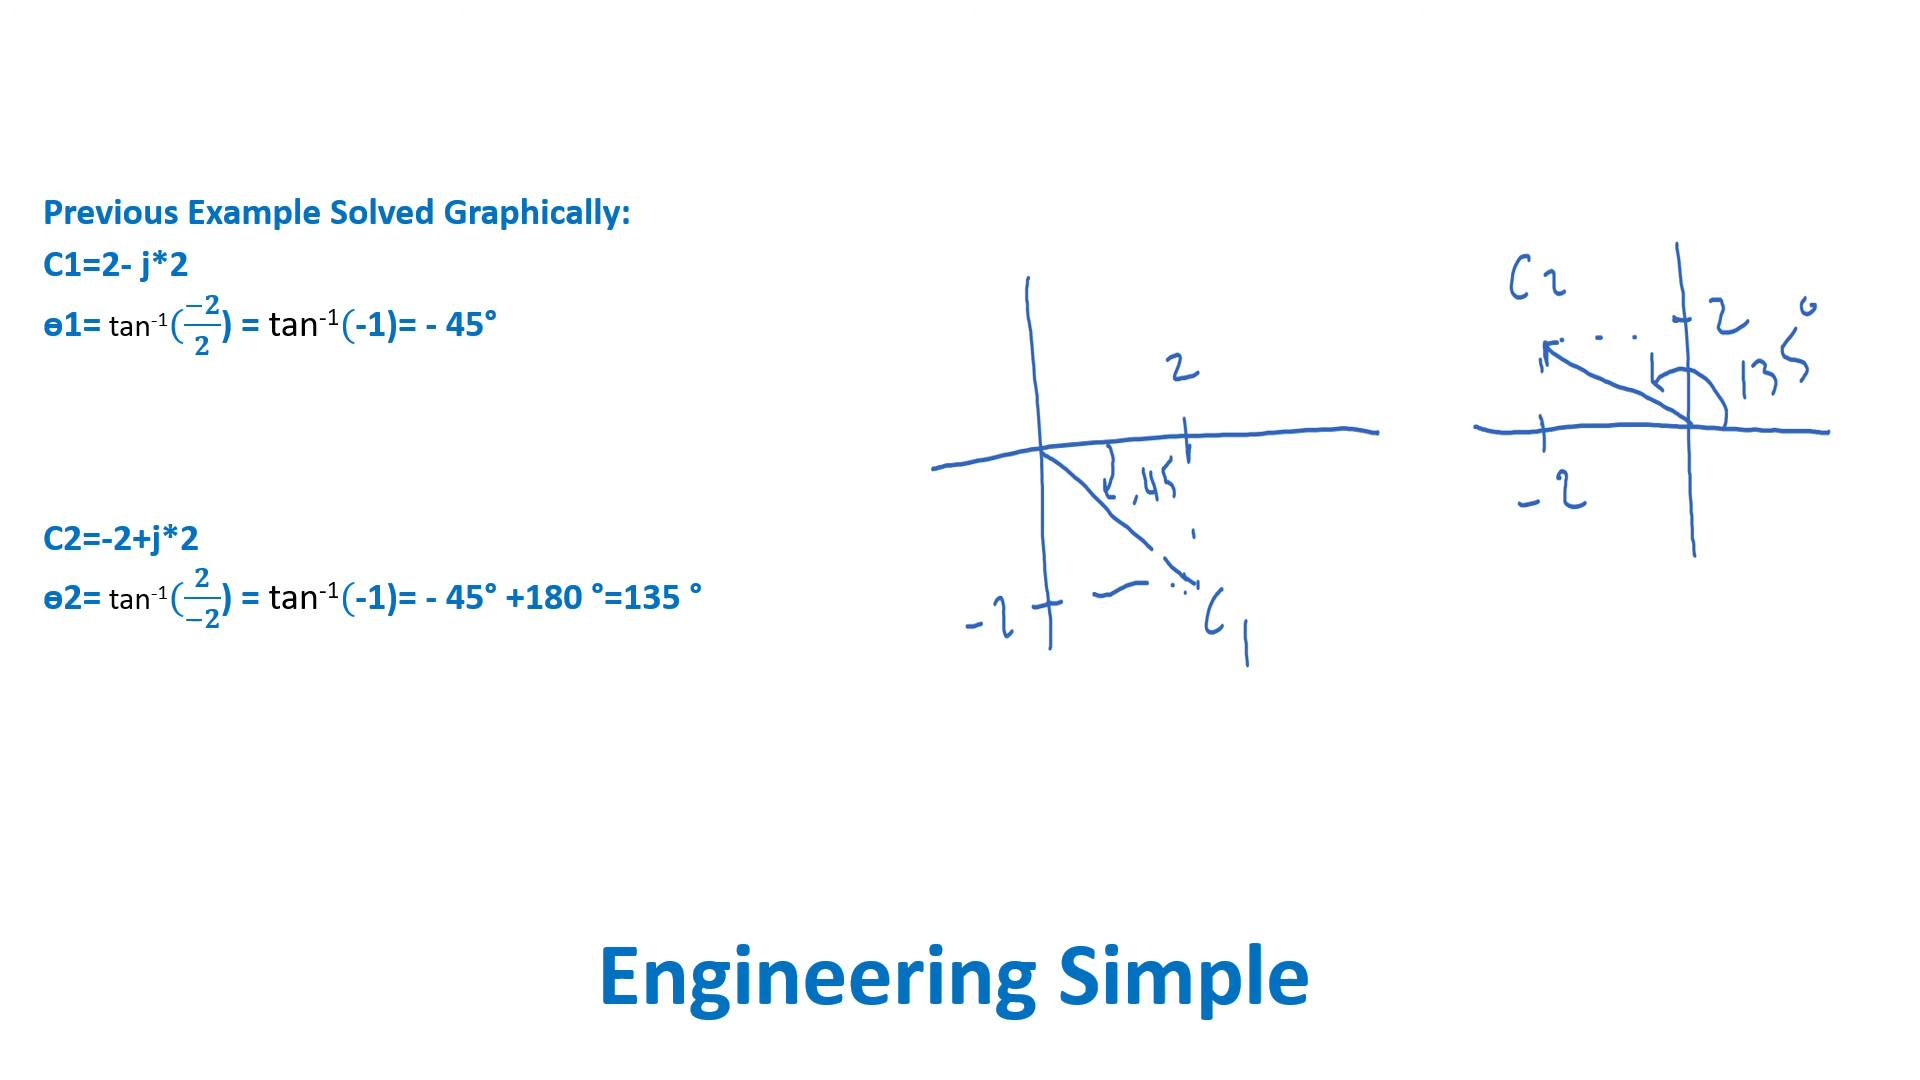 Previous Example Solved Graphically:
C1=2- j*2
ɵ1= tan⁻¹(−2/2) = tan⁻¹(-1)= - 45°
C2=-2+j*2
ɵ2= tan⁻¹(2/−2) = tan⁻¹(-1)= - 45° +180 °=135 °
2
-45
-2
C1
C2
2
135°
-2
Engineering Simple